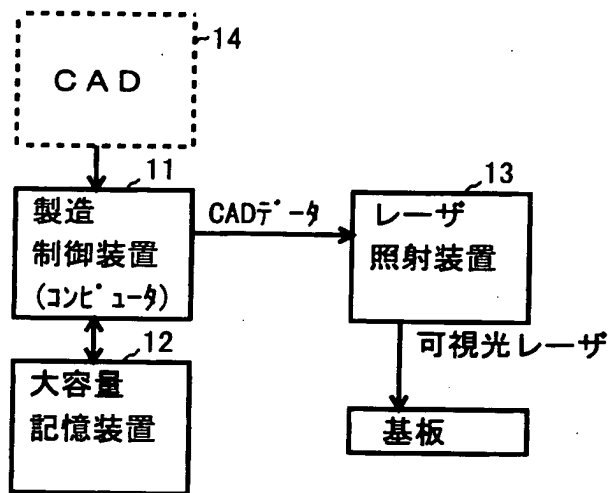 14
CAD
11
製造
制御装置
(ｺﾝﾋﾟｭｰﾀ)
CADﾃﾞｰﾀ
13
レーザ
照射装置
12
大容量
記憶装置
可視光レーザ
基板